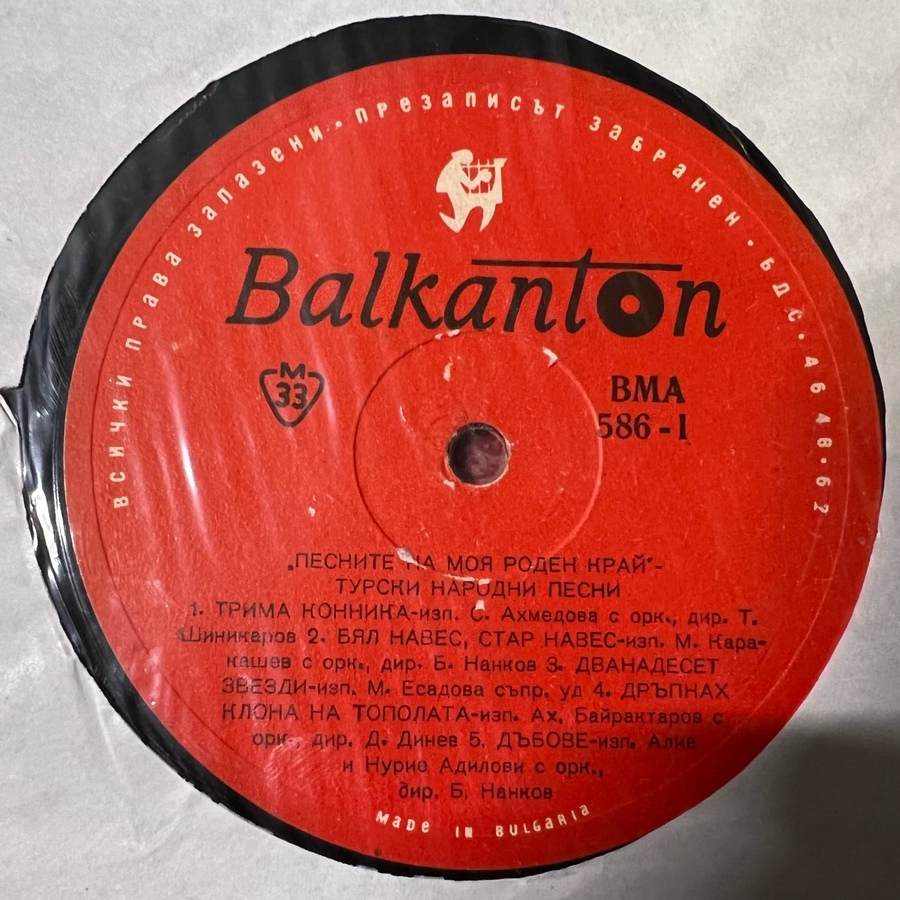 ВСИЧКИ ПРАВА ЗАПАЗЕНИ • ПРЕЗАПИСЪТ ЗАБРАНЕН • БДС • 4646-62
Balkanton
M
33
ВМА
586-1
„ПЕСНИТЕ НА МОЯ РОДЕН КРАЙ"-
ТУРСКИ НАРОДНИ ПЕСНИ
1. ТРИМА КОННИКА-изп. С. Ахмедова с орк., дир. Т.
Шиникаров 2. БЯЛ НАВЕС, СТАР НАВЕС-изп. М. Кара-
кашев с орк., дир. Б. Нанков 3. ДВАНАДЕСЕТ
ЗВЕЗДИ-изп. М. Есадова съпр. уд 4. ДРЪПНАХ
КЛОНА НА ТОПОЛАТА-изп. Ах. Байрактаров с
орк., дир. Д. Динев 5. ДЪБОВЕ-изп. Алие
и Нурие Адилови с орк.,
дир. Б. Нанков
MADE IN BULGARIA